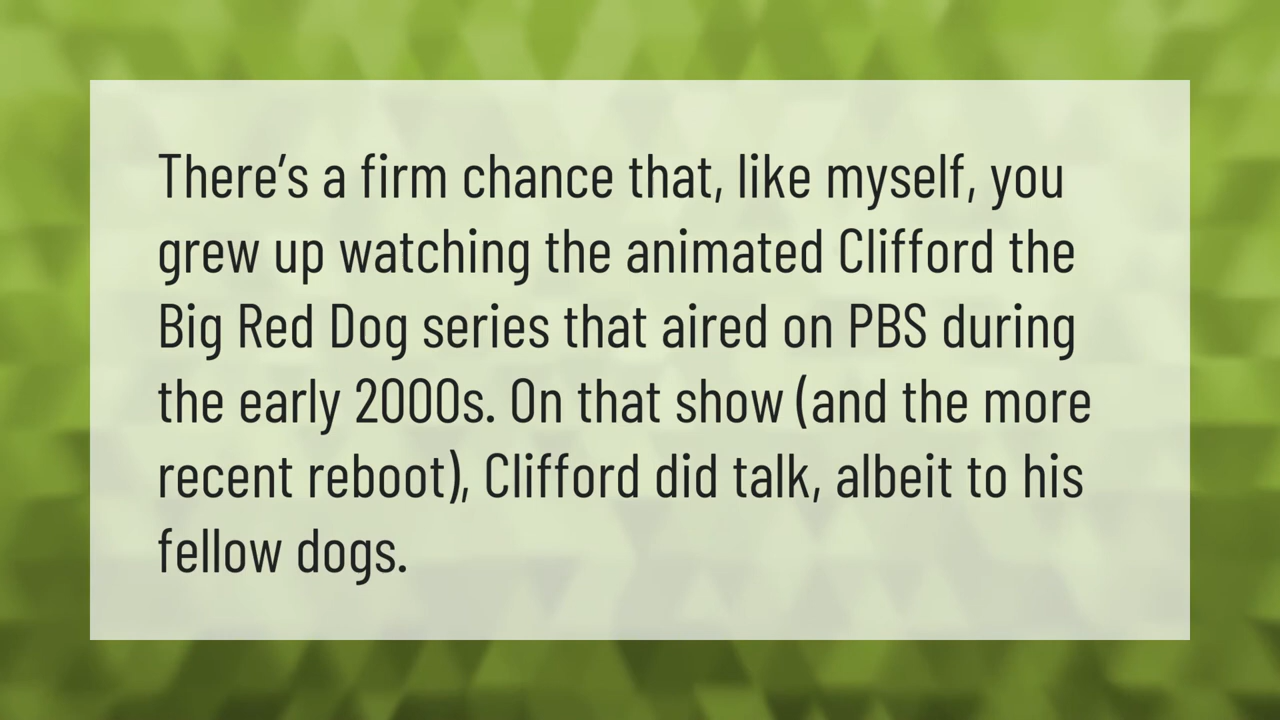 There’s a firm chance that, like myself, you
grew up watching the animated Clifford the
Big Red Dog series that aired on PBS during
the early 2000s. On that show (and the more
recent reboot), Clifford did talk, albeit to his
fellow dogs.